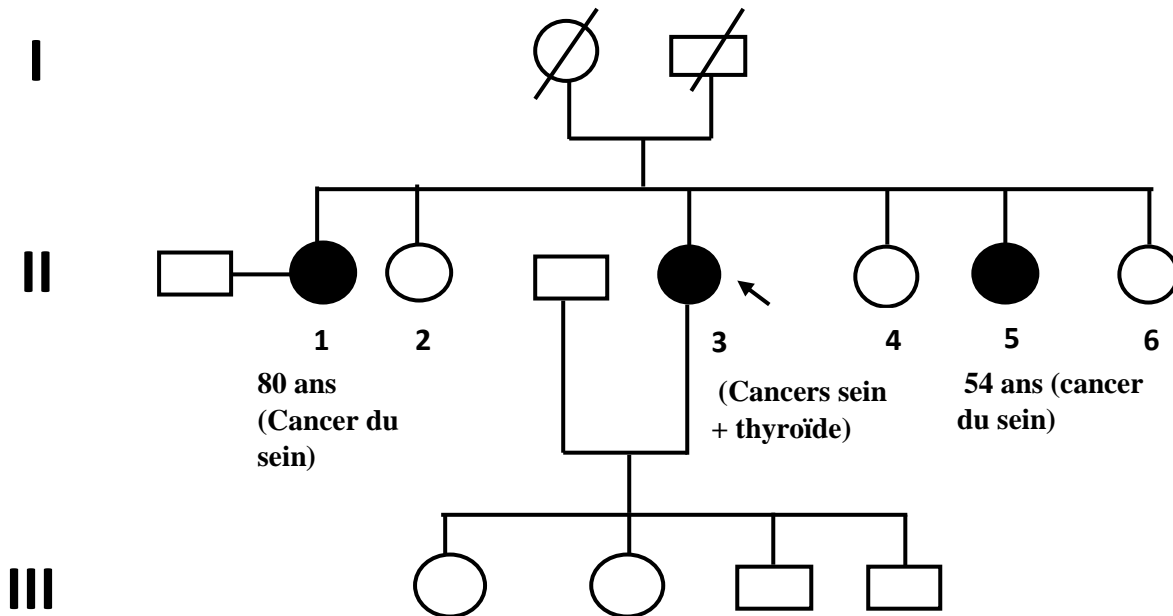 I
II
1
2
3
4
5
6
80 ans
(Cancer du
sein)
(Cancers sein
+ thyroïde)
54 ans (cancer
du sein)
III